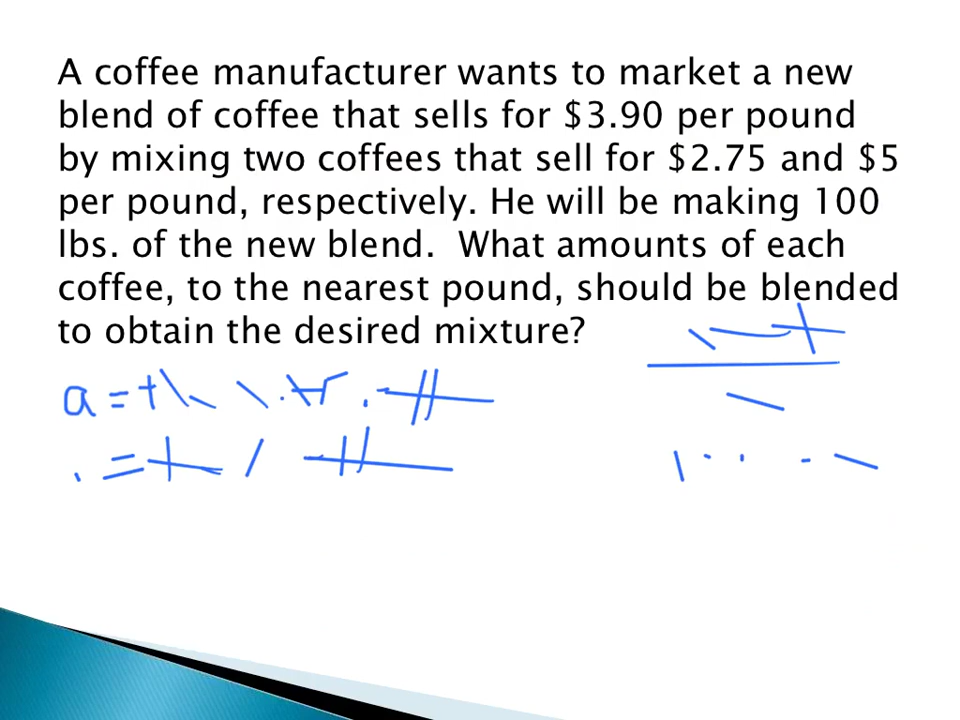 A coffee manufacturer wants to market a new
blend of coffee that sells for $3.90 per pound
by mixing two coffees that sell for $2.75 and $5
per pound, respectively. He will be making 100
lbs. of the new blend.  What amounts of each
coffee, to the nearest pound, should be blended
to obtain the desired mixture?
a =
=